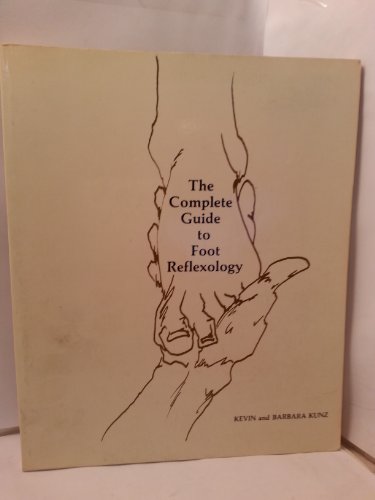 The
Complete
Guide
to
Foot
Reflexology
KEVIN and BARBARA KUNZ